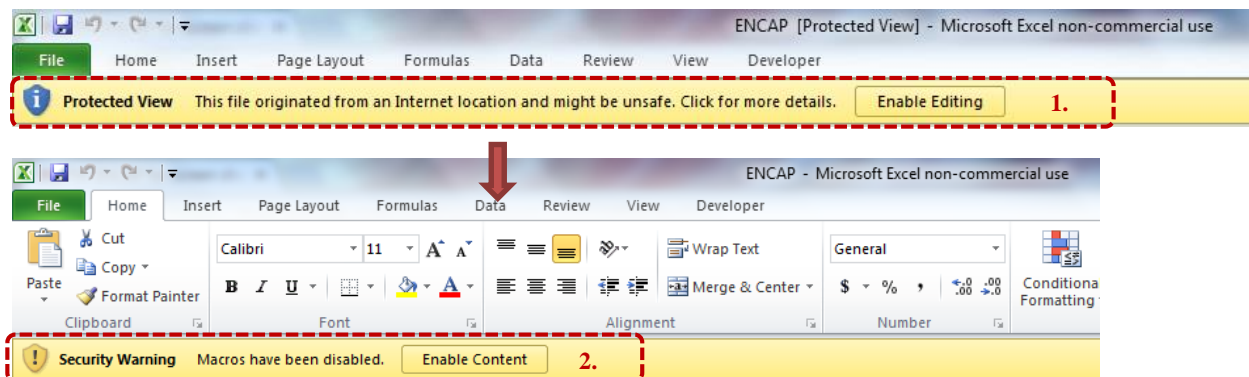 ENCAP [Protected View] - Microsoft Excel non-commercial use
File Home Insert Page Layout Formulas Data Review View Developer
Protected View This file originated from an Internet location and might be unsafe. Click for more details. Enable Editing 1.
ENCAP - Microsoft Excel non-commercial use
File Home Insert Page Layout Formulas Data Review View Developer
Cut
Calibri 11 A A Wrap Text General
Copy
Paste
Format Painter
B I U A Merge & Center $ % , .0 .00 .00 .0 Conditiona
Formatting
Clipboard Font Alignment Number
Security Warning Macros have been disabled. Enable Content 2.